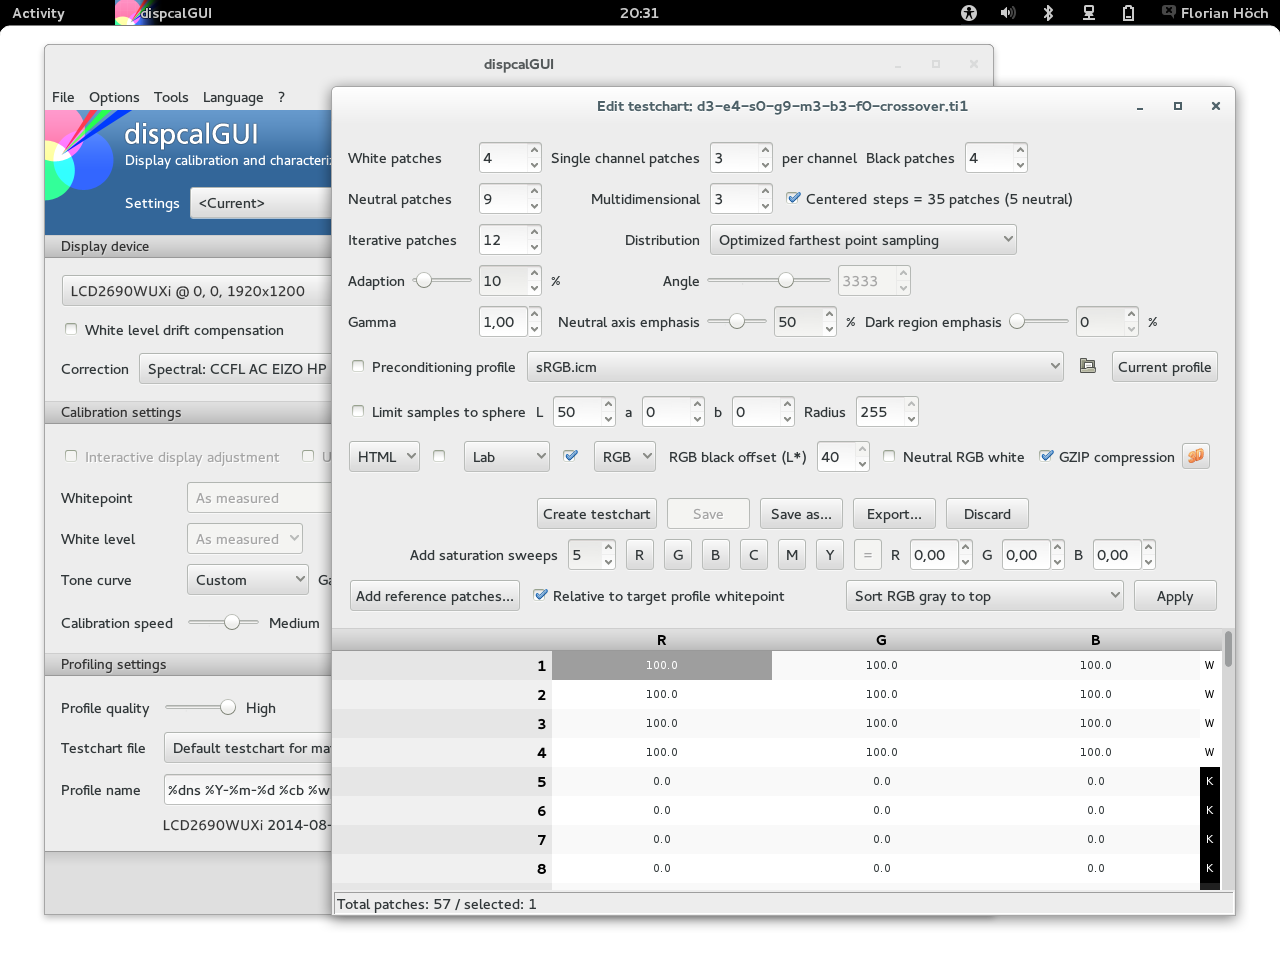 Activity
dispcalGUI
20:31
Florian Höch
dispcalGUI
File Options Tools Language ?
dispcalGUI
Display calibration and characteriz
Settings <Current>
Display device
LCD2690WUXi @ 0, 0, 1920x1200
White level drift compensation
Correction Spectral: CCFL AC EIZO HP
Calibration settings
Interactive display adjustment U
Whitepoint As measured
White level As measured
Tone curve Custom Ga
Calibration speed Medium
Profiling settings
Profile quality High
Testchart file Default testchart for ma
Profile name %dns %Y-%m-%d %cb %w
LCD2690WUXi 2014-08-
Edit testchart: d3-e4-s0-g9-m3-b3-f0-crossover.ti1
White patches 4 Single channel patches 3 per channel Black patches 4
Neutral patches 9 Multidimensional 3 Centered steps = 35 patches (5 neutral)
Iterative patches 12 Distribution Optimized farthest point sampling
Adaption 10 % Angle 3333
Gamma 1,00 Neutral axis emphasis 50 % Dark region emphasis 0 %
Preconditioning profile sRGB.icm Current profile
Limit samples to sphere L 50 a 0 b 0 Radius 255
HTML Lab RGB RGB black offset (L*) 40 Neutral RGB white GZIP compression 3D
Create testchart Save Save as... Export... Discard
Add saturation sweeps 5 R G B C M Y = R 0,00 G 0,00 B 0,00
Add reference patches... Relative to target profile whitepoint Sort RGB gray to top Apply
R G B
1 100.0 100.0 100.0 W
2 100.0 100.0 100.0 W
3 100.0 100.0 100.0 W
4 100.0 100.0 100.0 W
5 0.0 0.0 0.0 K
6 0.0 0.0 0.0 K
7 0.0 0.0 0.0 K
8 0.0 0.0 0.0 K
Total patches: 57 / selected: 1